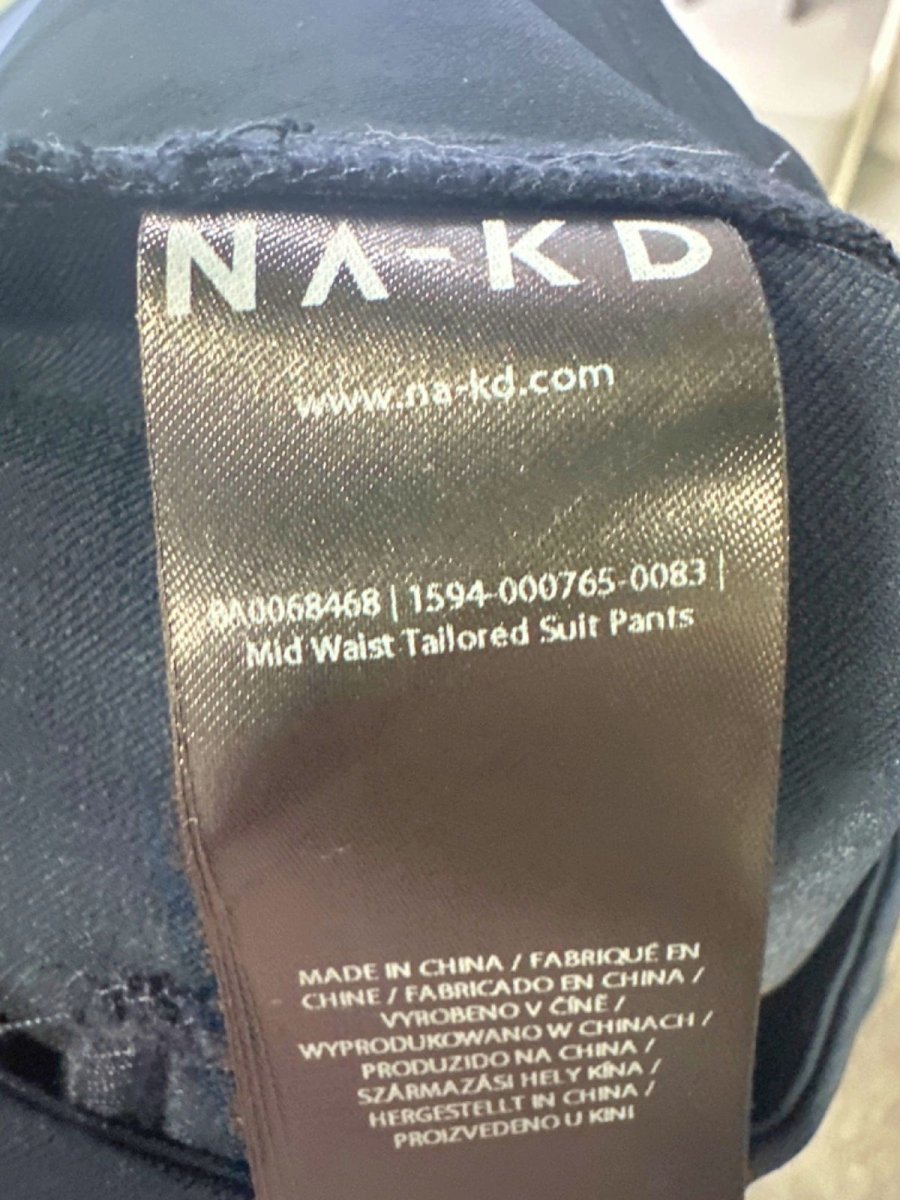 NA-KD
www.na-kd.com
0068468 | 1594-000765-0083 |
Mid Waist Tailored Suit Pants
MADE IN CHINA / FABRIQUÉ EN
CHINE / FABRICADO EN CHINA /
VYROBENO V ČÍNĚ /
WYPRODUKOWANO W CHINACH /
PRODUZIDO NA CHINA /
SZÁRMAZÁSI HELY KÍNA /
HERGESTELLT IN CHINA /
PROIZVEDENO U KINI